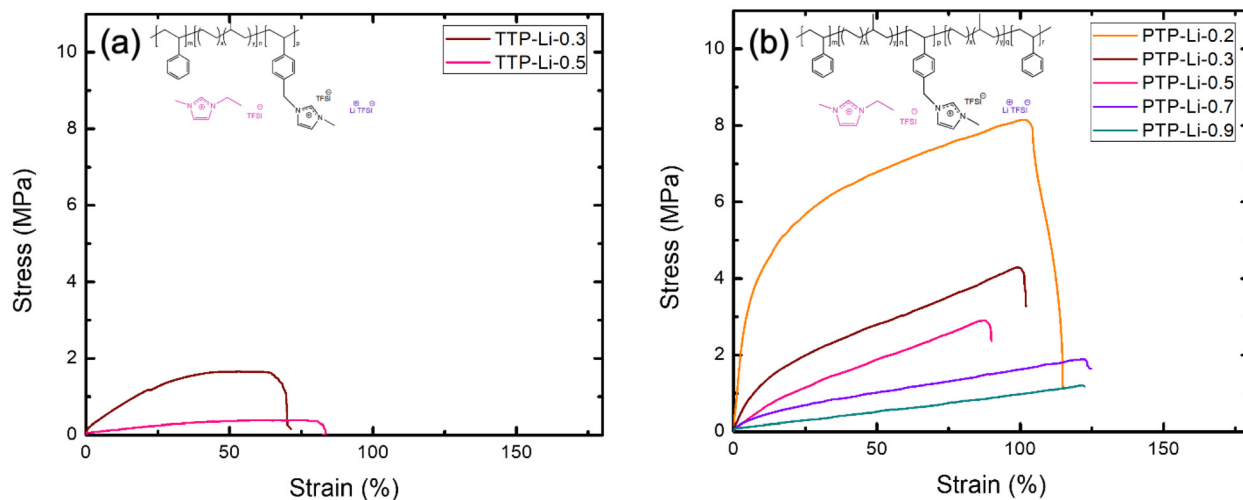 (a)
TTP-Li-0.3
TTP-Li-0.5
m
x
y
n
p
N
N
⊕
TFSI
⊖
TFSI
⊖
Li TFSI
⊕ ⊖
N
⊕
N
10
8
6
4
2
0
Stress (MPa)
0 50 100 150
Strain (%)
(b)
PTP-Li-0.2
PTP-Li-0.3
PTP-Li-0.5
PTP-Li-0.7
PTP-Li-0.9
m
x
y
n
p
x
y
q
r
N
N
⊕
TFSI
⊖
TFSI
⊖
Li TFSI
⊕ ⊖
N
⊕
N
10
8
6
4
2
0
Stress (MPa)
0 50 100 150
Strain (%)